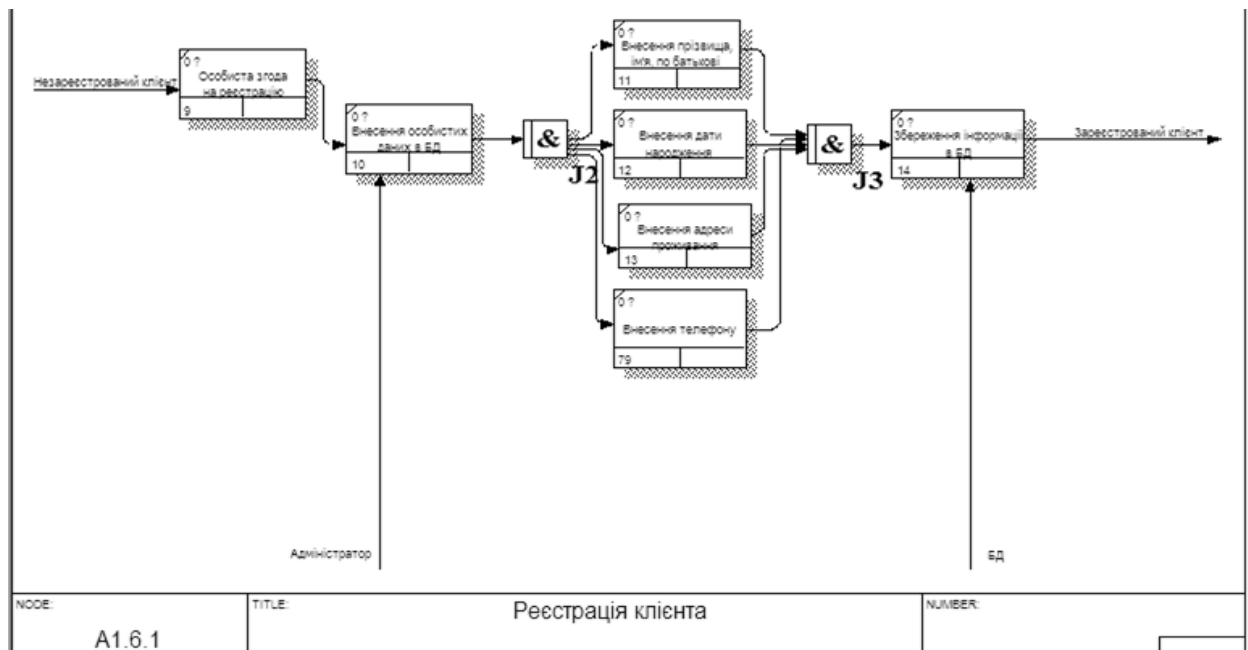 Незареєстрований клієнт
0 ?
Особиста згода
на реєстрацію
9
0 ?
Внесення особистих
даних в БД
10
&
J2
0 ?
Внесення прізвища,
ім'я, по батькові
11
0 ?
Внесення дати
народження
12
0 ?
Внесення адреси
проживання
13
0 ?
Внесення телефону
79
&
J3
0 ?
Збереження інформації
в БД
14
Зареєстрований клієнт
Адміністратор
БД
NODE:
A1.6.1
TITLE:
Реєстрація клієнта
NUMBER: